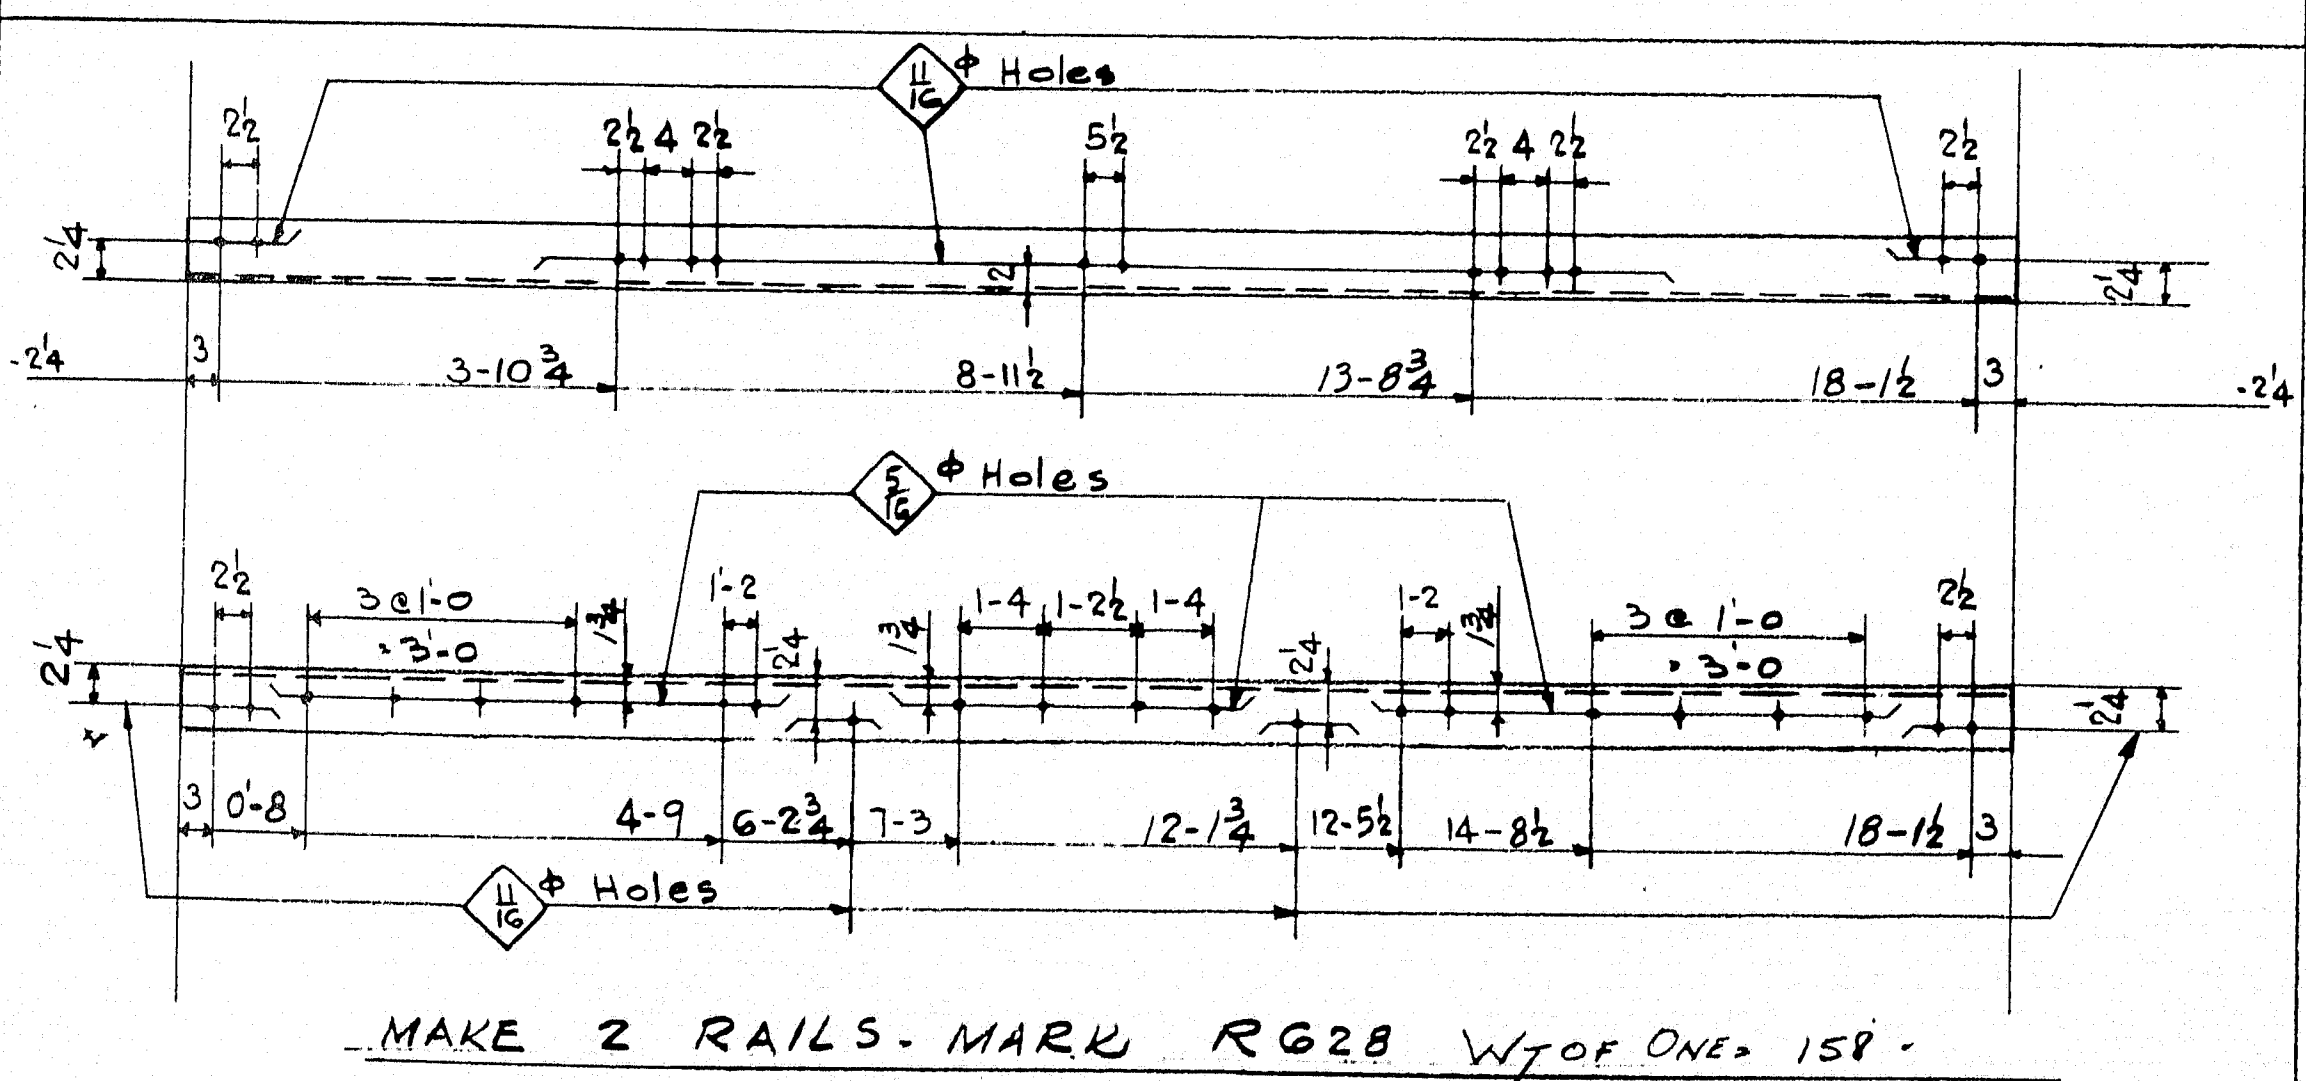 11/16 ϕ Holes
2½ 2½ 4 2½ 5½ 2½ 4 2½ 2½
2¼ 2 2¼
-2¼ 3 3-10¾ 8-11½ 13-8¾ 18-1½ 3 -2¼
5/16 ϕ Holes
2½ 3@1'-0 1¾ 1'-2 2¼ 1¾ 1-4 1-2½ 1-4 2¼ 1-2 1¾ 3 @ 1'-0 2½
2¼ = 3'-0 = 3'-0 2¼
3 0'-8 4-9 6-2¾ 7-3 12-1¾ 12-5½ 14-8½ 18-1½ 3
11/16 ϕ Holes
MAKE 2 RAILS. MARK RG28 WT OF ONE= 158.